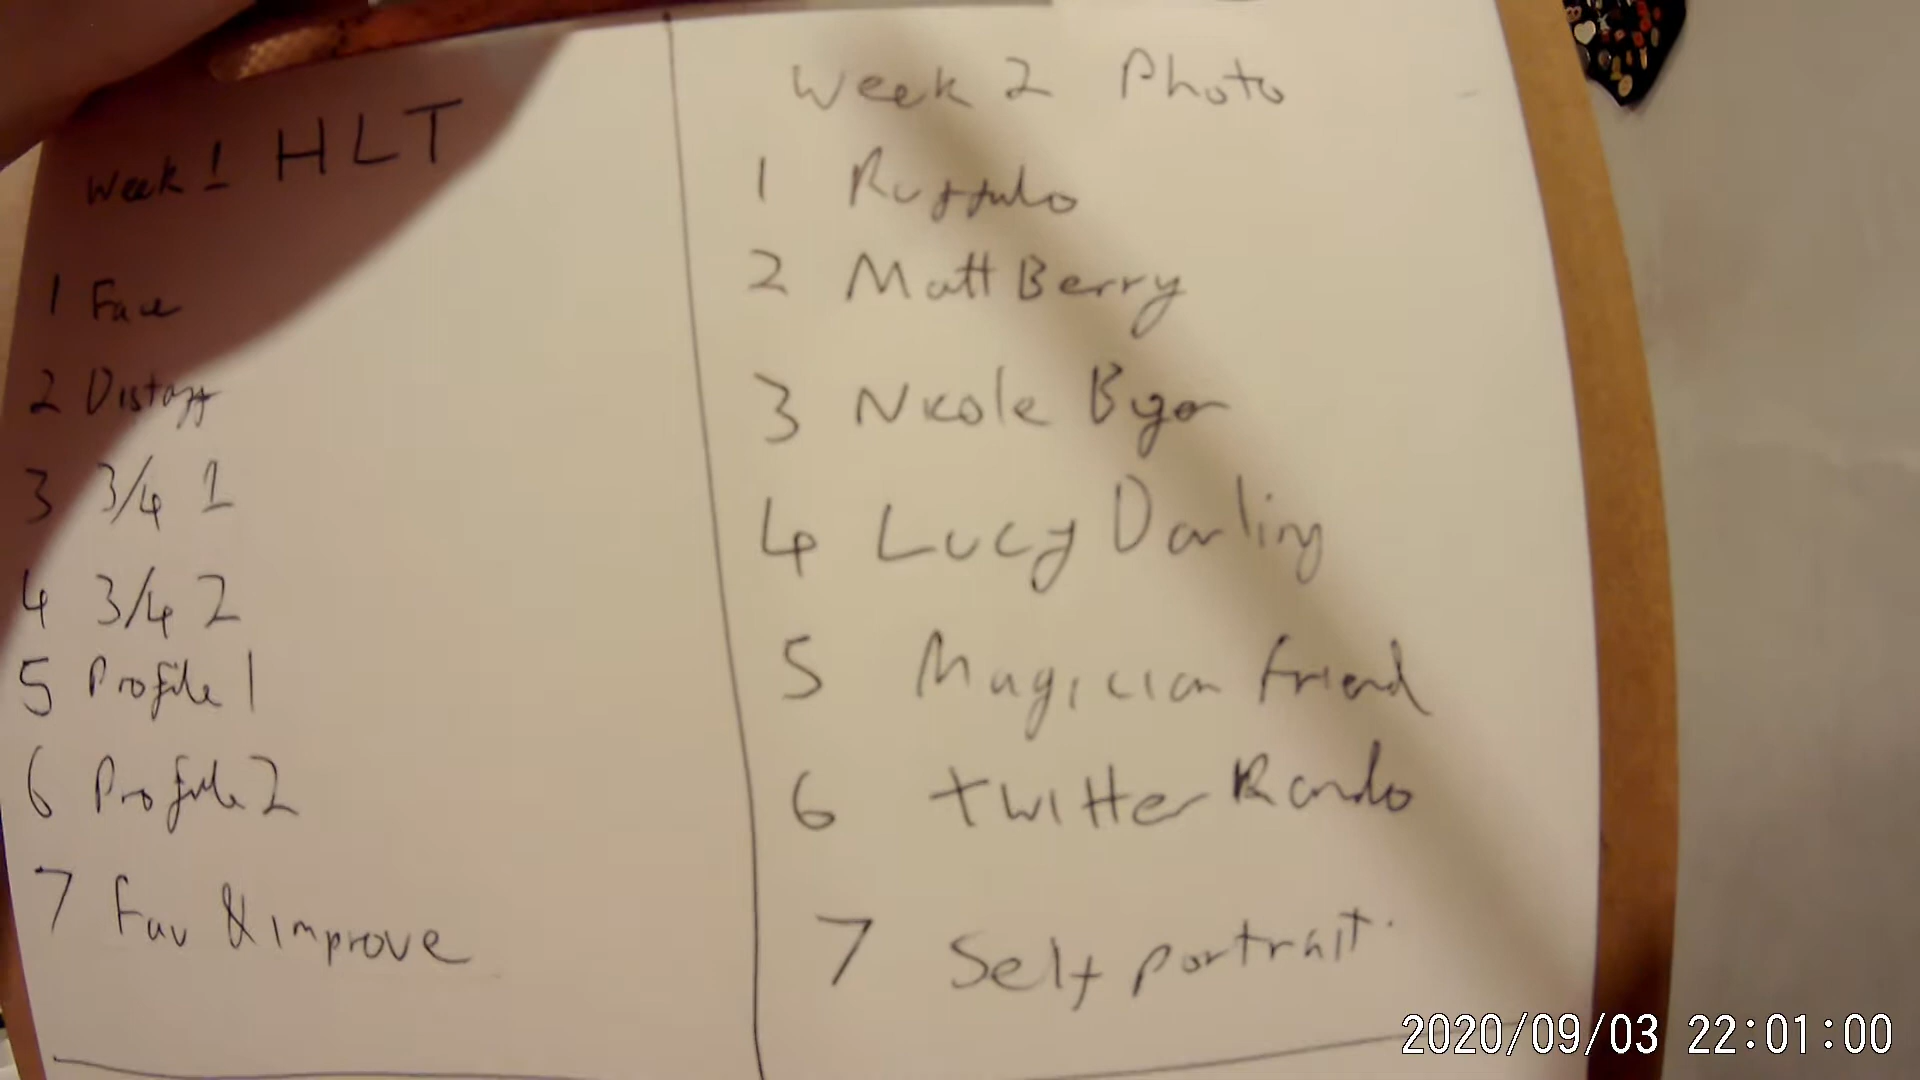 Week 1 HLT
1 Face
2
3 3/4 1
4 3/4 2
5 Profile 1
6 Profile 2
7 Fav & improve
Week 2 Photo
1 Ruffulo
2 Matt Berry
3 Nicole Byer
4 Lucy Darling
5 Magician friend
6 twitter Rando
7 Self portrait.
2020/09/03 22:01:00